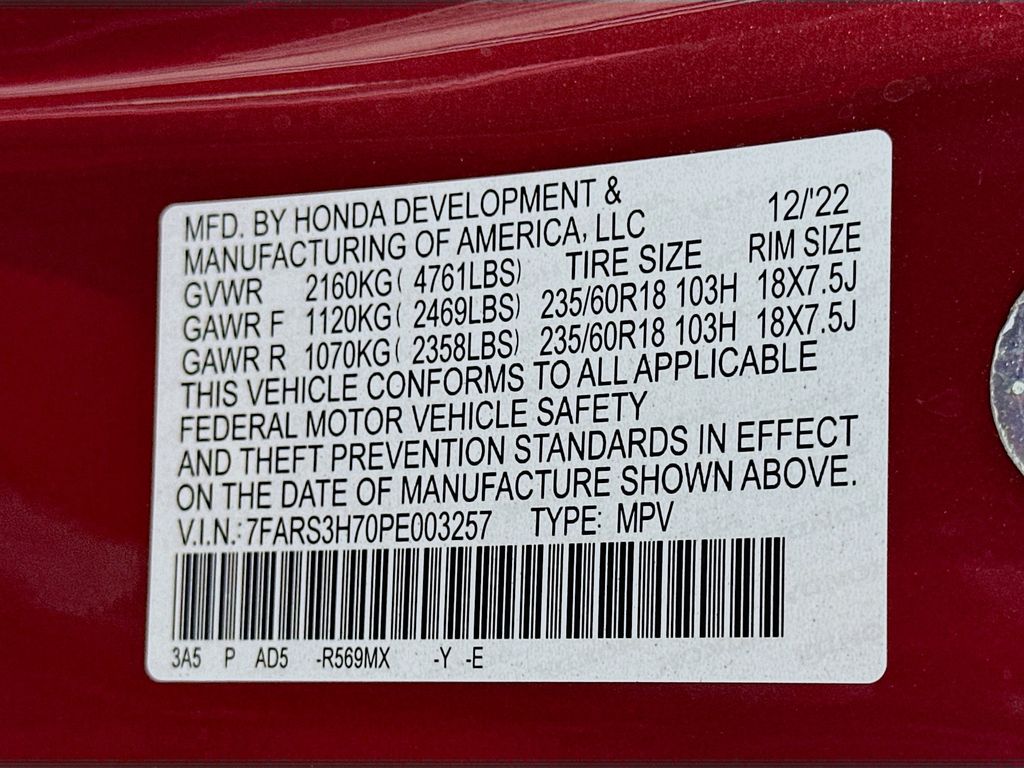 MFD. BY HONDA DEVELOPMENT & 12/'22
MANUFACTURING OF AMERICA, LLC
GVWR 2160KG( 4761LBS) TIRE SIZE RIM SIZE
GAWR F 1120KG( 2469LBS) 235/60R18 103H 18X7.5J
GAWR R 1070KG( 2358LBS) 235/60R18 103H 18X7.5J
THIS VEHICLE CONFORMS TO ALL APPLICABLE
FEDERAL MOTOR VEHICLE SAFETY
AND THEFT PREVENTION STANDARDS IN EFFECT
ON THE DATE OF MANUFACTURE SHOWN ABOVE.
V.I.N.: 7FARS3H70PE003257 TYPE: MPV
3A5 P AD5 -R569MX -Y -E